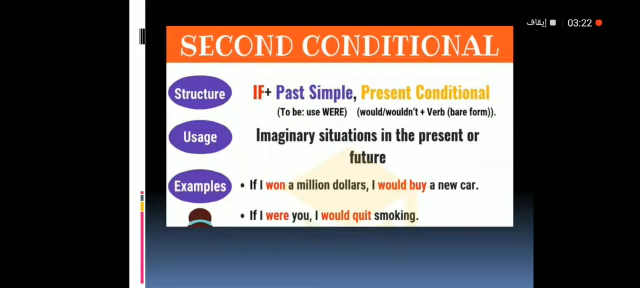 إيقاف 03:22
SECOND CONDITIONAL
Structure
IF+ Past Simple, Present Conditional
(To be: use WERE) (would/wouldn't + Verb (bare form)).
Usage
Imaginary situations in the present or
future
Examples
• If I won a million dollars, I would buy a new car.
• If I were you, I would quit smoking.